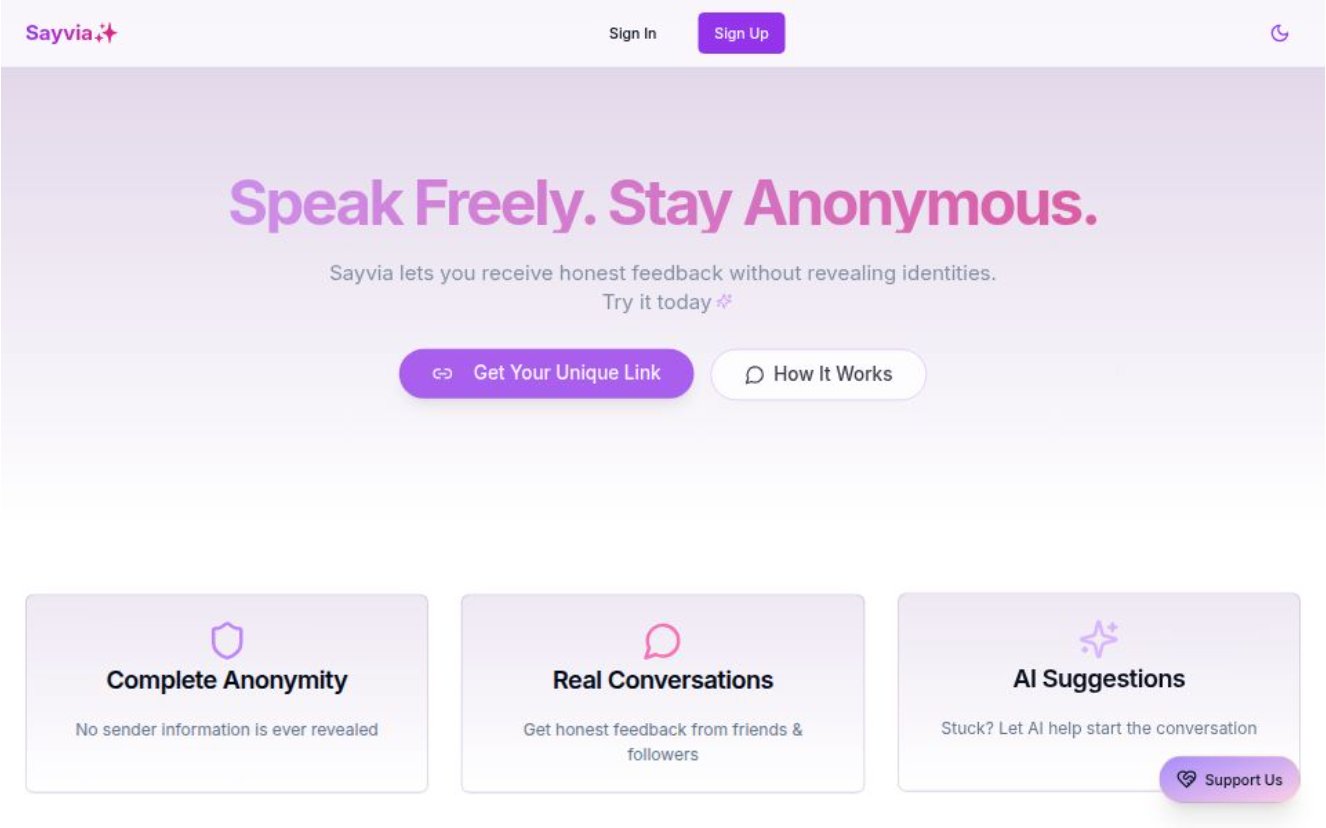 Sayvia
Sign In
Sign Up
Speak Freely. Stay Anonymous.
Sayvia lets you receive honest feedback without revealing identities.
Try it today
Get Your Unique Link
How It Works
Complete Anonymity
No sender information is ever revealed
Real Conversations
Get honest feedback from friends &
followers
AI Suggestions
Stuck? Let AI help start the conversation
Support Us